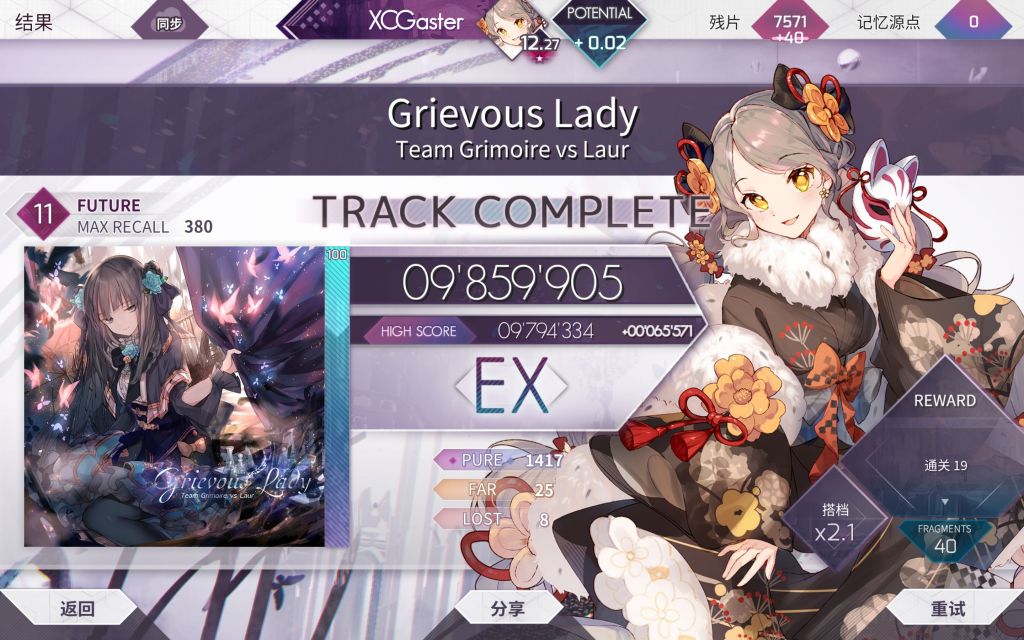 结果
同步
XCGaster
12.27
POTENTIAL
+ 0.02
残片
7571
+40
记忆源点
0
Grievous Lady
Team Grimoire vs Laur
11
FUTURE
MAX RECALL 380
TRACK COMPLETE
100
09'859'905
HIGH SCORE 09'794'334 +00'065'571
EX
Grievous Lady
Team Grimoire vs Laur
PURE 1417
FAR 25
LOST 8
REWARD
通关 19
搭档
x2.1
FRAGMENTS
40
返回
分享
重试